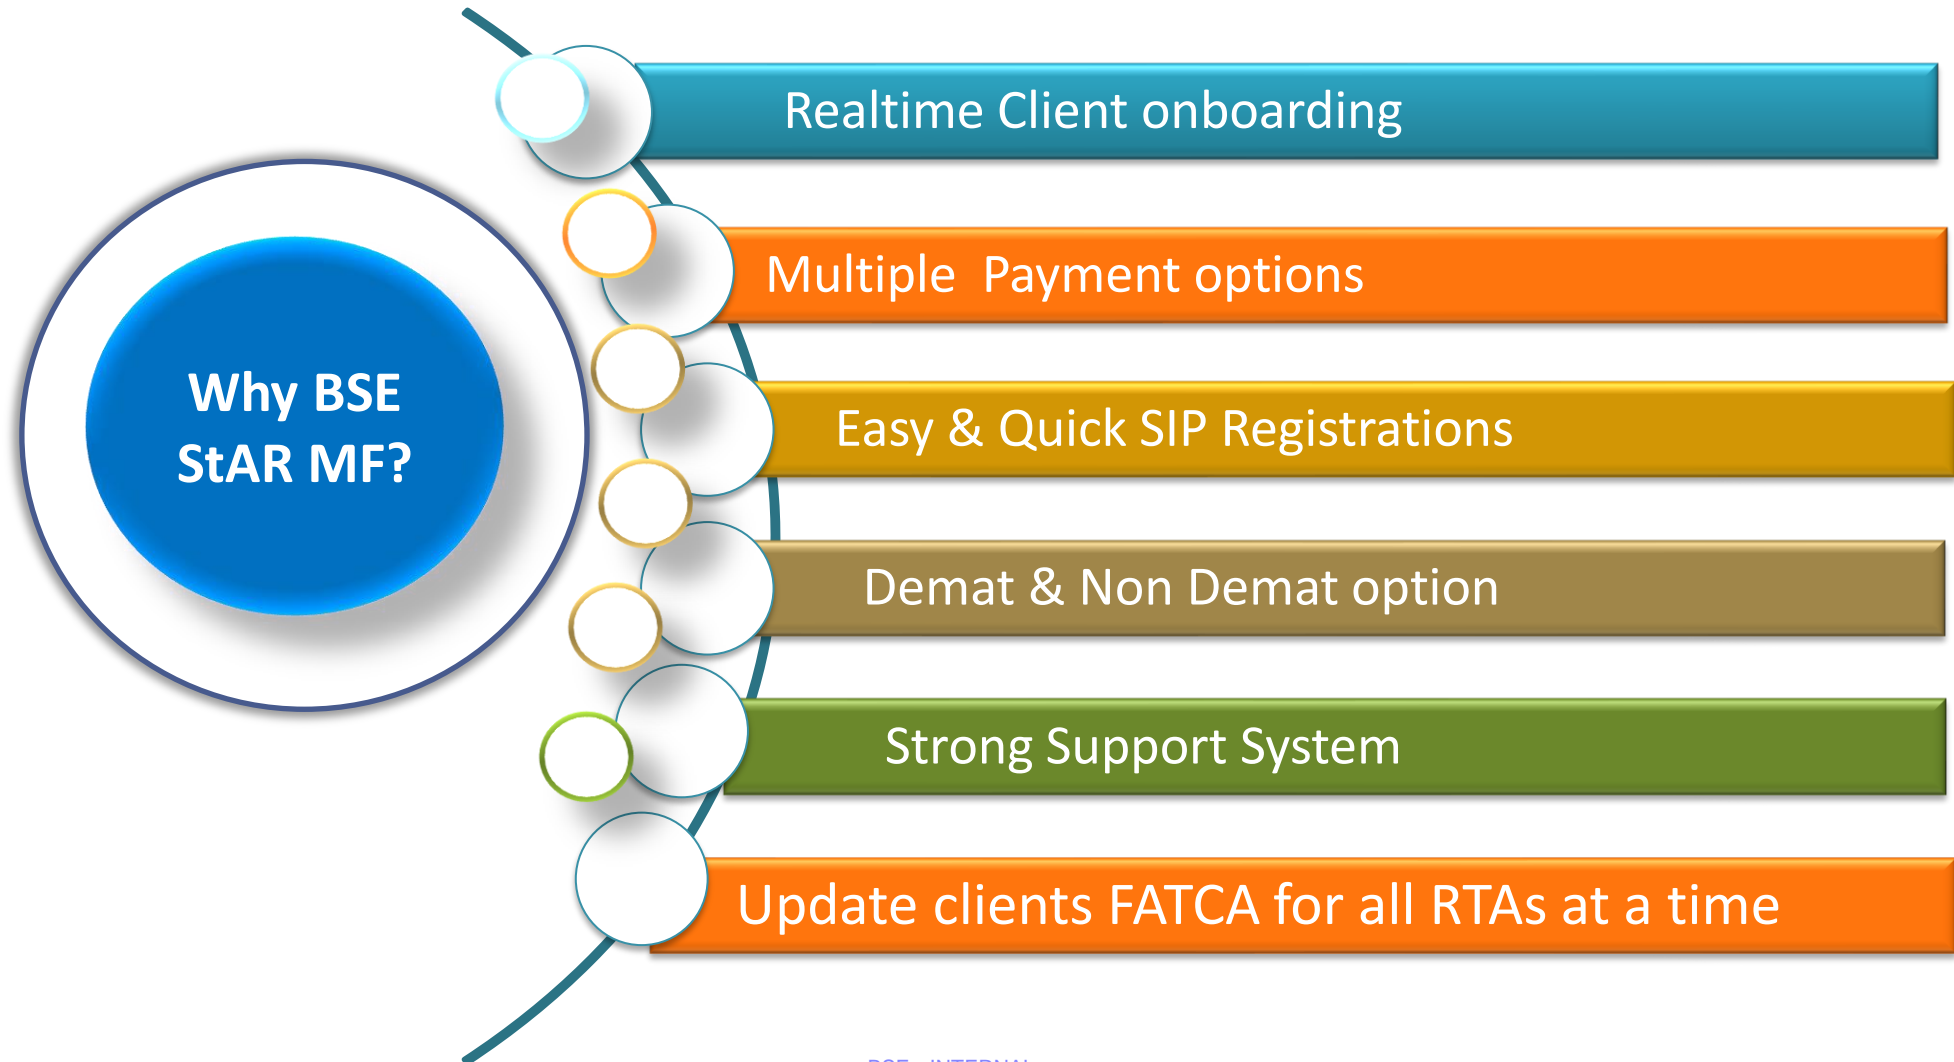 Why BSE
StAR MF?
Realtime Client onboarding
Multiple  Payment options
Easy & Quick SIP Registrations
Demat & Non Demat option
Strong Support System
Update clients FATCA for all RTAs at a time